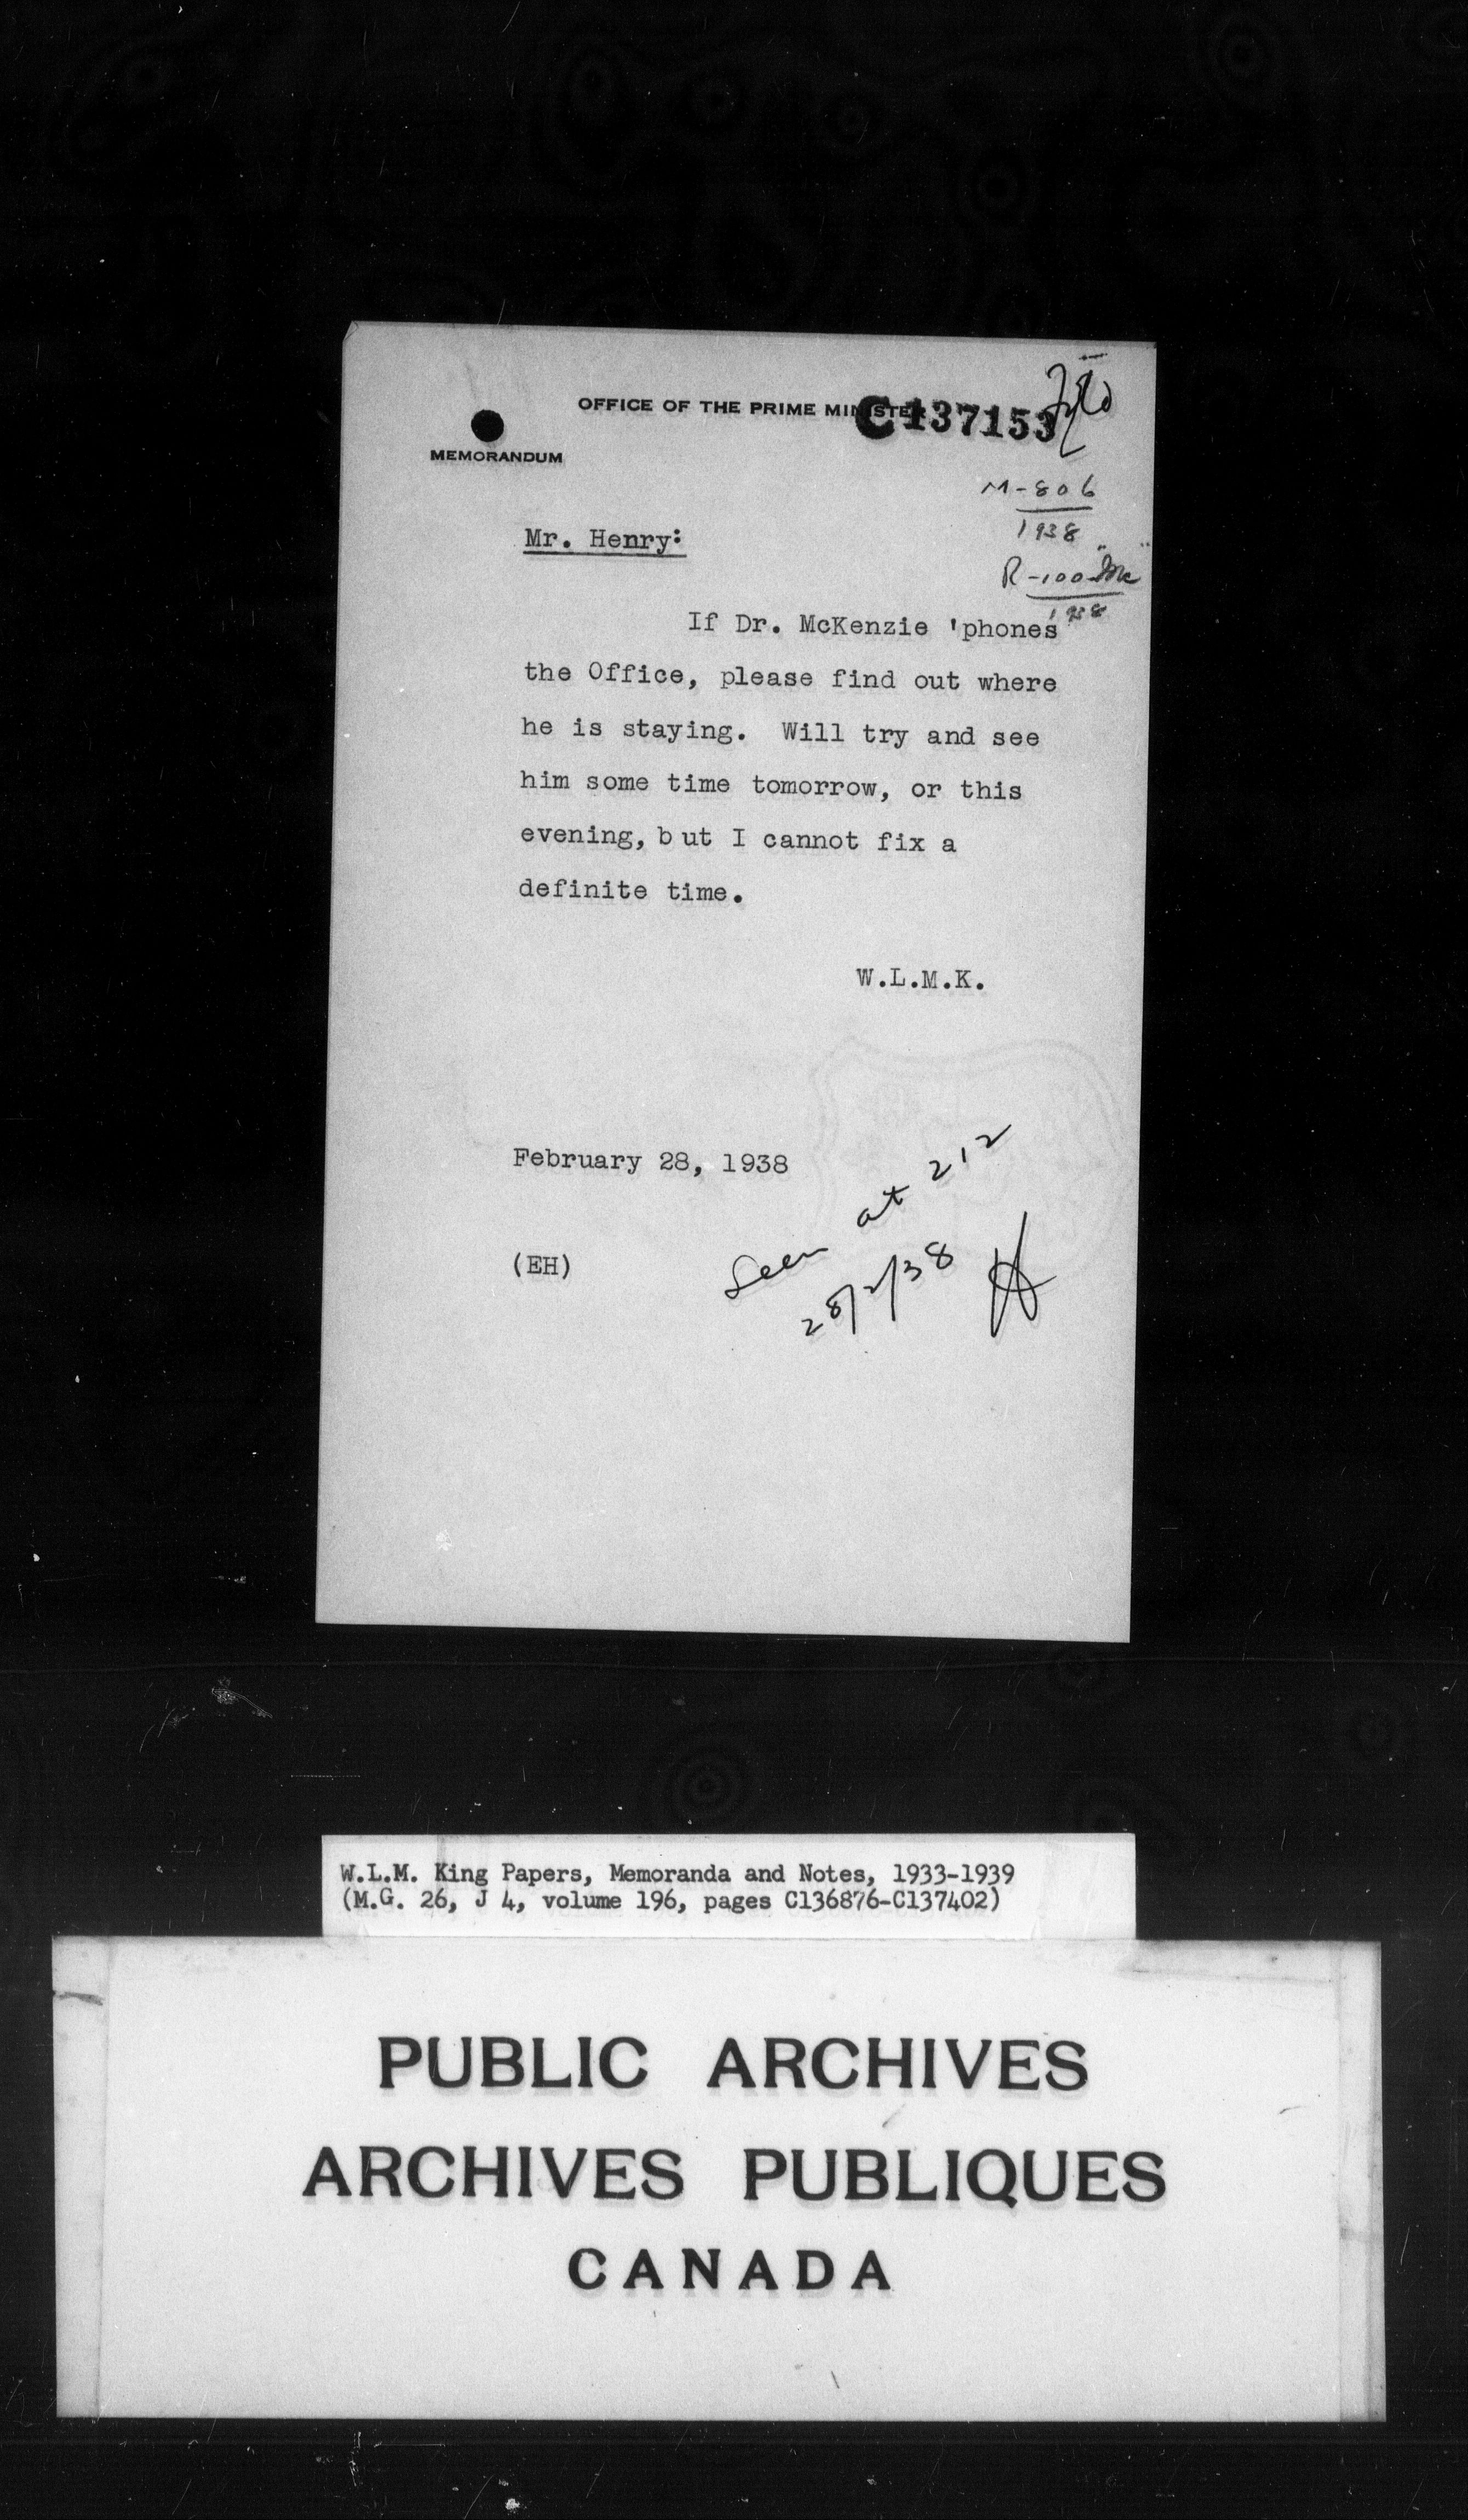 OFFICE OF THE PRIME MINISTER
C137153
MEMORANDUM
M-806
1938
Mr. Henry:
R-100-Mc
1938
If Dr. McKenzie 'phones
the Office, please find out where
he is staying.  Will try and see
him some time tomorrow, or this
evening, but I cannot fix a
definite time.
W.L.M.K.
February 28, 1938
Seen at 212
28/2/38 H
(EH)
W.L.M. King Papers, Memoranda and Notes, 1933-1939
(M.G. 26, J 4, volume 196, pages C136876-C137402)
PUBLIC ARCHIVES
ARCHIVES PUBLIQUES
CANADA